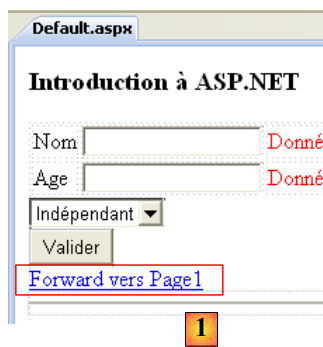 Default.aspx
Introduction à ASP.NET
Nom Donné
Age Donné
Indépendant
Valider
Forward vers Page1
1